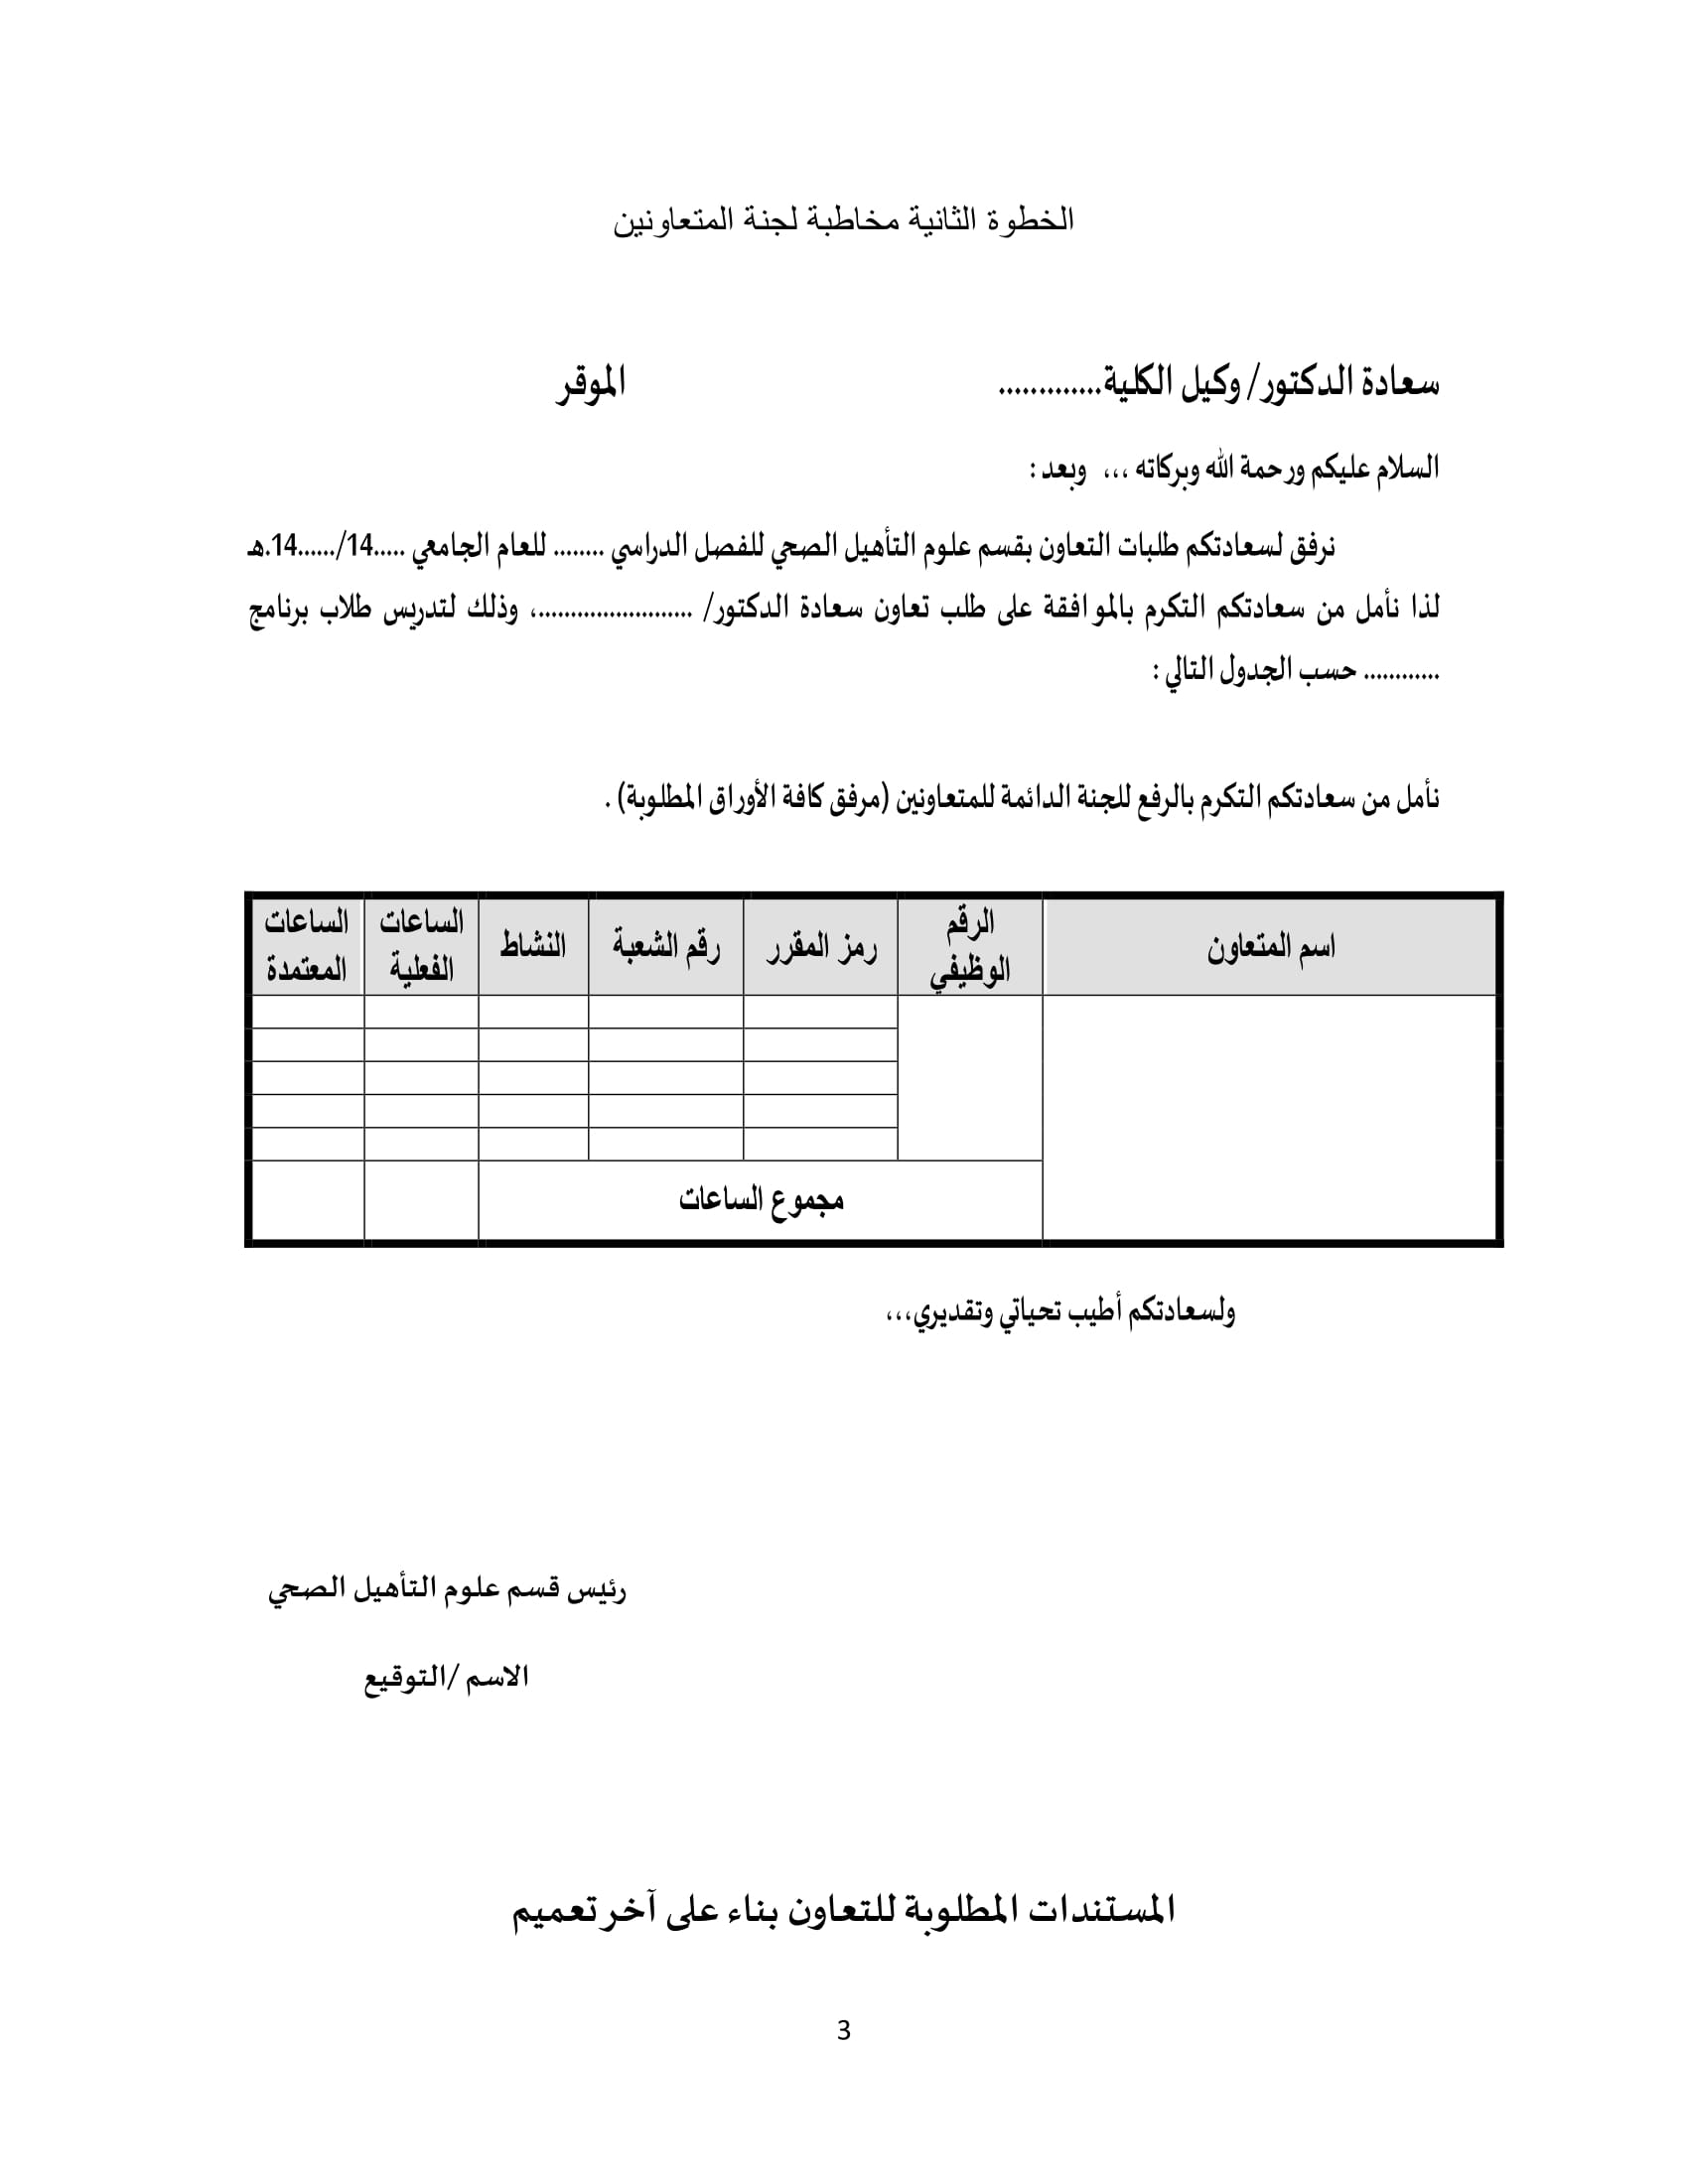 الخطوة الثانية مخاطبة لجنة المتعاونين
سعادة الدكتور/ وكيل الكلية............. الموقر
السلام عليكم ورحمة الله وبركاته ،،، وبعد :
نرفق لسعادتكم طلبات التعاون بقسم علوم التأهيل الصحي للفصل الدراسي ........ للعام الجامعي .....14/......14.هـ
لذا نأمل من سعادتكم التكرم بالموافقة على طلب تعاون سعادة الدكتور/ ........................، وذلك لتدريس طلاب برنامج
............ حسب الجدول التالي :
نأمل من سعادتكم التكرم بالرفع للجنة الدائمة للمتعاونين (مرفق كافة الأوراق المطلوبة) .
اسم المتعاون الرقم الوظيفي رمز المقرر رقم الشعبة النشاط الساعات الفعلية الساعات المعتمدة
مجموع الساعات
ولسعادتكم أطيب تحياتي وتقديري،،،
رئيس قسم علوم التأهيل الصحي
الاسم /التوقيع
المستندات المطلوبة للتعاون بناء على آخر تعميم
3